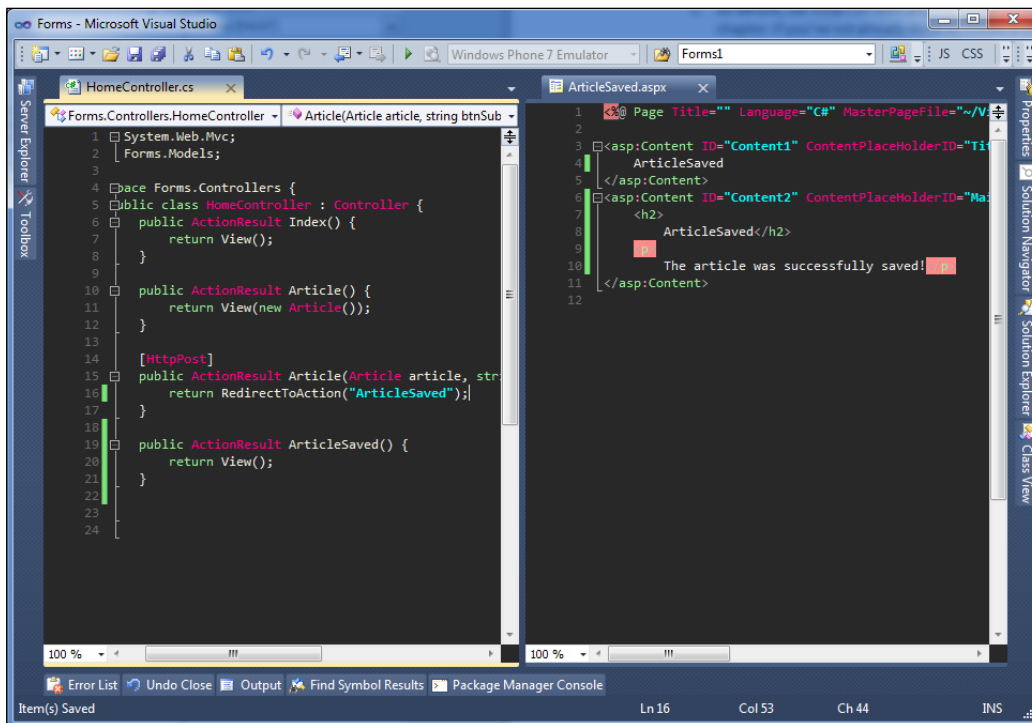 Forms - Microsoft Visual Studio
Windows Phone 7 Emulator Forms1 JS CSS
HomeController.cs
Forms.Controllers.HomeController Article(Article article, string btnSub
1 System.Web.Mvc;
2 Forms.Models;
3
4 pace Forms.Controllers {
5 ublic class HomeController : Controller {
6 public ActionResult Index() {
7 return View();
8 }
9
10 public ActionResult Article() {
11 return View(new Article());
12 }
13
14 [HttpPost]
15 public ActionResult Article(Article article, stri
16 return RedirectToAction("ArticleSaved");
17 }
18
19 public ActionResult ArticleSaved() {
20 return View();
21 }
22
23
24
100 %
ArticleSaved.aspx
1 <%@ Page Title="" Language="C#" MasterPageFile="~/Vi
2
3 <asp:Content ID="Content1" ContentPlaceHolderID="Tit
4 ArticleSaved
5 </asp:Content>
6 <asp:Content ID="Content2" ContentPlaceHolderID="Mai
7 <h2>
8 ArticleSaved</h2>
9 p
10 The article was successfully saved! p
11 </asp:Content>
12
100 %
Server Explorer
Toolbox
Properties
Solution Navigator
Solution Explorer
Class View
Error List Undo Close Output Find Symbol Results Package Manager Console
Item(s) Saved Ln 16 Col 53 Ch 44 INS